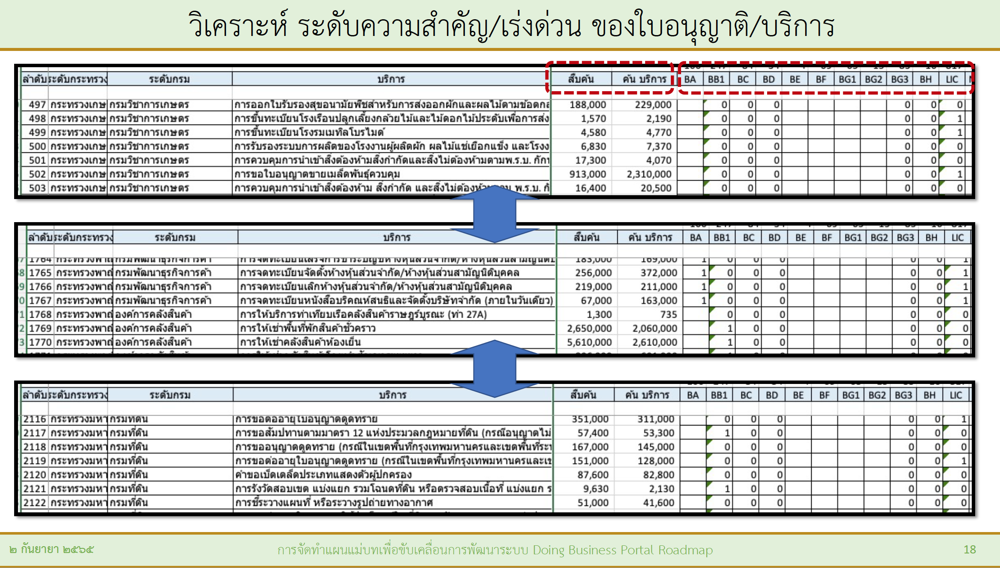 วิเคราะห์ ระดับความสำคัญ/เร่งด่วน ของใบอนุญาติ/บริการ
ลำดับ ระดับกระทรวง ระดับกรม บริการ สืบค้น ค้น บริการ BA BB1 BC BD BE BF BG1 BG2 BG3 BH LIC
497 กระทรวงเกษ กรมวิชาการเกษตร การออกใบรับรองสุขอนามัยพืชสำหรับการส่งออกผักและผลไม้ตามข้อตกล 188,000 229,000 0 0 0 0 0 0
498 กระทรวงเกษ กรมวิชาการเกษตร การขึ้นทะเบียนโรงเรือนปลูกเลี้ยงกล้วยไม้และไม้ดอกไม้ประดับเพื่อการส่ง 1,570 2,190 0 0 0 0 0 1
499 กระทรวงเกษ กรมวิชาการเกษตร การขึ้นทะเบียนโรงรมเมทิลโบรไมด์ 4,580 4,770 0 0 0 0 0 1
500 กระทรวงเกษ กรมวิชาการเกษตร การรับรองระบบการผลิตของโรงงานผู้ผลิตผัก ผลไม้แช่เยือกแข็ง และโรงง 6,830 7,370 0 0 0 0 0 0
501 กระทรวงเกษ กรมวิชาการเกษตร การควบคุมการนำเข้าสิ่งต้องห้ามสิ่งกำกัดและสิ่งไม่ต้องห้ามตามพ.ร.บ. กัก 17,300 4,070 0 0 0 0 0 0
502 กระทรวงเกษ กรมวิชาการเกษตร การขอใบอนุญาตขายเมล็ดพันธุ์ควบคุม 913,000 2,310,000 0 0 0 0 0 1
503 กระทรวงเกษ กรมวิชาการเกษตร การควบคุมการนำเข้าสิ่งต้องห้าม สิ่งกำกัด และสิ่งไม่ต้องห้าม พ.ร.บ. กั 16,400 20,500 0 0 0 0 0 0
ลำดับ ระดับกระทรวง ระดับกรม บริการ สืบค้น ค้น บริการ BA BB1 BC BD BE BF BG1 BG2 BG3 BH LIC
1764 183,000 169,000 1 0 0 0 0 0 1
1765 กระทรวงพาณ์ กรมพัฒนาธุรกิจการค้า การจดทะเบียนจัดตั้งห้างหุ้นส่วนจำกัด/ห้างหุ้นส่วนสามัญนิติบุคคล 256,000 372,000 1 0 0 0 0 0 1
1766 กระทรวงพาณ์ กรมพัฒนาธุรกิจการค้า การจดทะเบียนเลิกห้างหุ้นส่วนจำกัด/ห้างหุ้นส่วนสามัญนิติบุคคล 219,000 211,000 1 0 0 0 0 0 1
1767 กระทรวงพาณ์ กรมพัฒนาธุรกิจการค้า การจดทะเบียนหนังสือบริคณห์สนธิและจัดตั้งบริษัทจำกัด (ภายในวันเดียว) 67,000 163,000 1 0 0 0 0 0 1
1768 กระทรวงพาณ์ องค์การคลังสินค้า การให้บริการท่าเทียบเรือคลังสินค้าราษฎร์บูรณะ (ท่า 27A) 1,300 735 0 0 0 0 0 0
1769 กระทรวงพาณ์ องค์การคลังสินค้า การให้เช่าพื้นที่พักสินค้าชั่วคราว 2,650,000 2,060,000 1 0 0 0 0 0
1770 กระทรวงพาณ์ องค์การคลังสินค้า การให้เช่าคลังสินค้าห้องเย็น 5,610,000 2,610,000 1 0 0 0 0 0
ลำดับ ระดับกระทรวง ระดับกรม บริการ สืบค้น ค้น บริการ BA BB1 BC BD BE BF BG1 BG2 BG3 BH LIC
2116 กระทรวงมหา กรมที่ดิน การขอต่ออายุใบอนุญาตดูดทราย 351,000 311,000 0 0 0 0 0 1
2117 กระทรวงมหา กรมที่ดิน การขอสัมปทานตามมาตรา 12 แห่งประมวลกฎหมายที่ดิน (กรณีอนุญาตไม่ 57,400 53,300 1 0 0 0 0 0
2118 กระทรวงมหา กรมที่ดิน การขออนุญาตดูดทราย (กรณีในเขตพื้นที่กรุงเทพมหานครและเขตพื้นที่ระ 167,000 145,000 0 0 0 0 0 0
2119 กระทรวงมหา กรมที่ดิน การขอต่ออายุใบอนุญาตดูดทราย (กรณีในเขตพื้นที่กรุงเทพมหานครและเข 151,000 128,000 0 0 0 0 0 1
2120 กระทรวงมหา กรมที่ดิน คำขอเบ็ดเตล็ดประเภทแสดงตัวผู้ปกครอง 87,600 82,800 0 0 0 0 0 0
2121 กระทรวงมหา กรมที่ดิน การรังวัดสอบเขต แบ่งแยก รวมโฉนดที่ดิน หรือตรวจสอบเนื้อที่ แบ่งแยก ร 9,630 2,130 1 0 0 0 0 0
2122 กระทรวงมหา กรมที่ดิน การชี้ระวางแผนที่ หรือระวางรูปถ่ายทางอากาศ 51,000 41,600 0 0 0 0 0 0
๒ กันยายา ๒๕๖๕ การจัดทำแผนแม่บทเพื่อขับเคลื่อนการพัฒนาระบบ Doing Business Portal Roadmap 18